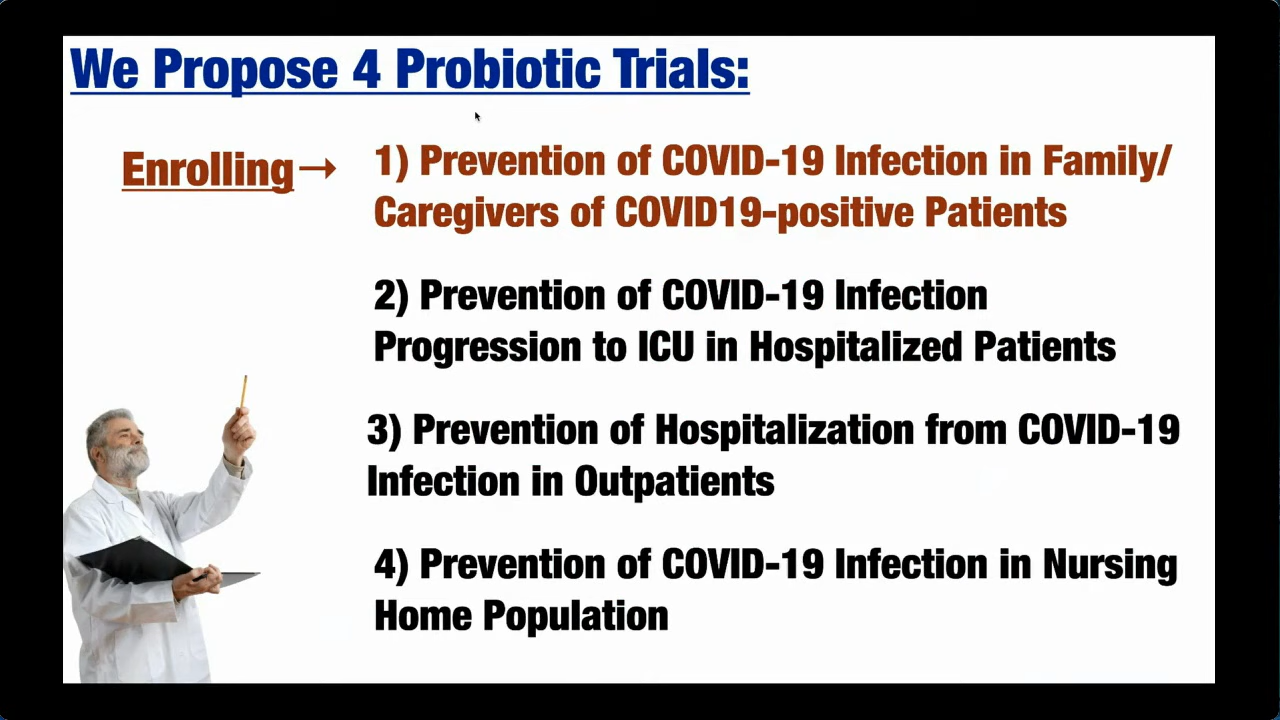 We Propose 4 Probiotic Trials:
Enrolling→
1) Prevention of COVID-19 Infection in Family/
Caregivers of COVID19-positive Patients
2) Prevention of COVID-19 Infection
Progression to ICU in Hospitalized Patients
3) Prevention of Hospitalization from COVID-19
Infection in Outpatients
4) Prevention of COVID-19 Infection in Nursing
Home Population